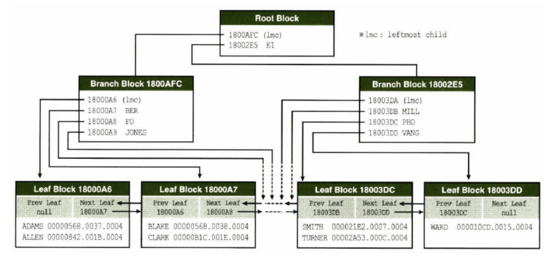 Root Block
1800AFC (lmc)
18002E5 KI
※lmc : leftmost child
Branch Block 1800AFC
18000A6 (lmc)
18000A7 BER
18000A8 FO
18000A9 JONES
Branch Block 18002E5
18003DA (lmc)
18003DB MILL
18003DC PHO
18003DD VANG
Leaf Block 18000A6
Prev Leaf Next Leaf
null 18000A7
ADAMS 00000568.0037.0004
ALLEN 00000842.001B.0004
Leaf Block 18000A7
Prev Leaf Next Leaf
18000A6 18000A8
BLAKE 00000568.0038.0004
CLARK 00000B1C.001E.0004
Leaf Block 18003DC
Prev Leaf Next Leaf
18003DB 18003DD
SMITH 000021E2.0007.0004
TURNER 00002A53.000C.0004
Leaf Block 18003DD
Prev Leaf Next Leaf
18003DC null
WARD 000010CD.0015.0004